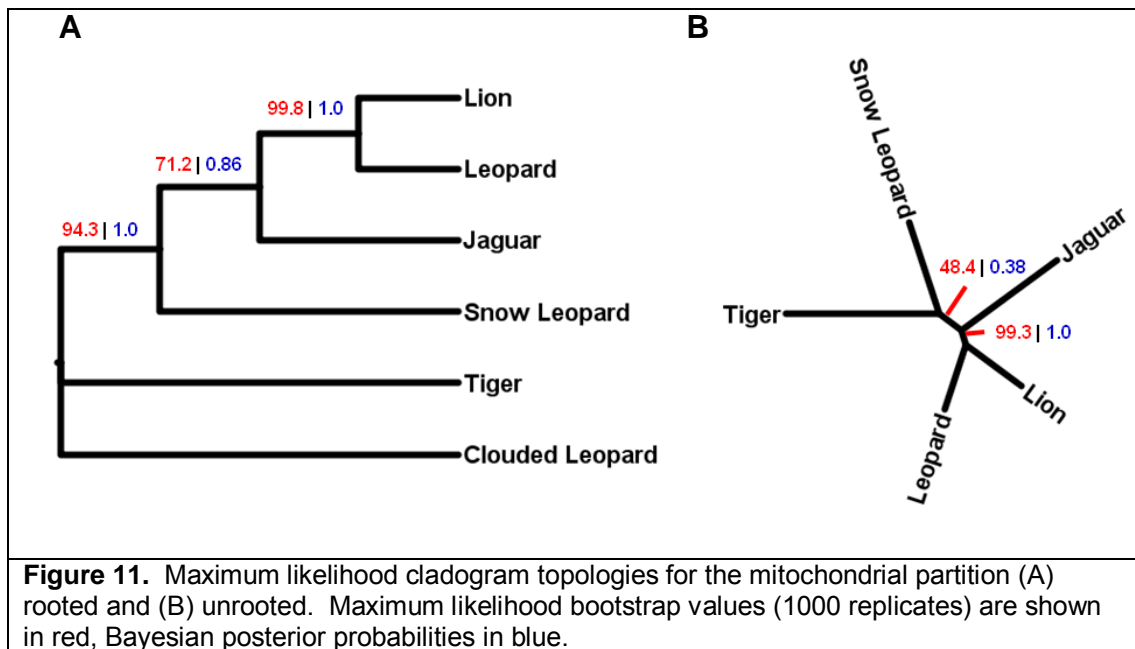 A
B
99.8 | 1.0
Lion
71.2 | 0.86
Leopard
94.3 | 1.0
Jaguar
Snow Leopard
Tiger
Clouded Leopard
Snow Leopard
Jaguar
48.4 | 0.38
Tiger
99.3 | 1.0
Lion
Leopard
Figure 11. Maximum likelihood cladogram topologies for the mitochondrial partition (A)
rooted and (B) unrooted. Maximum likelihood bootstrap values (1000 replicates) are shown
in red, Bayesian posterior probabilities in blue.